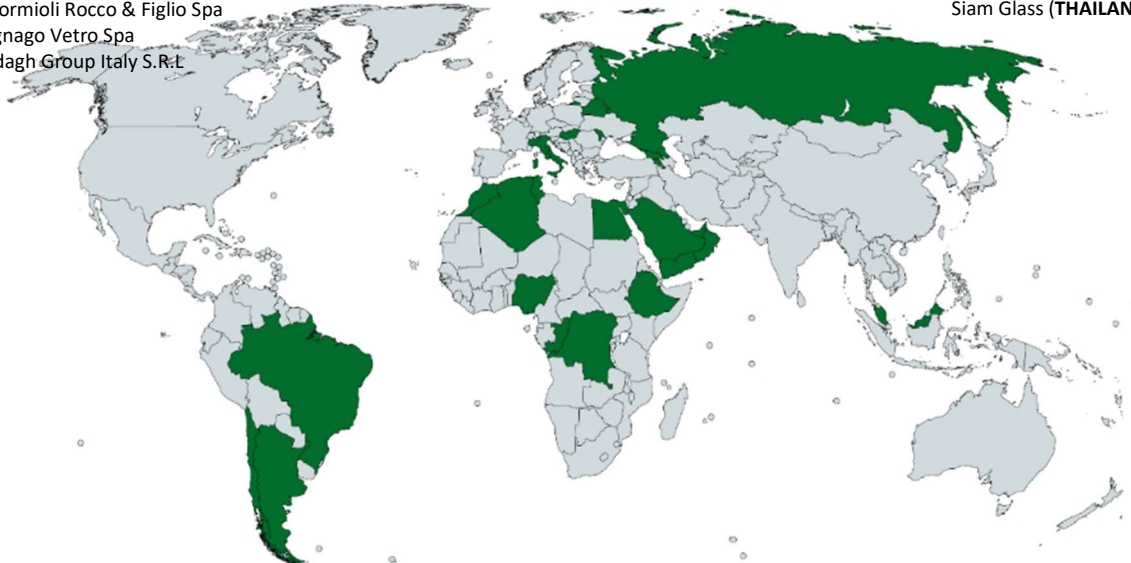 ormioli Rocco & Figlio Spa
gnago Vetro Spa
dagh Group Italy S.R.L
Siam Glass (THAILAN